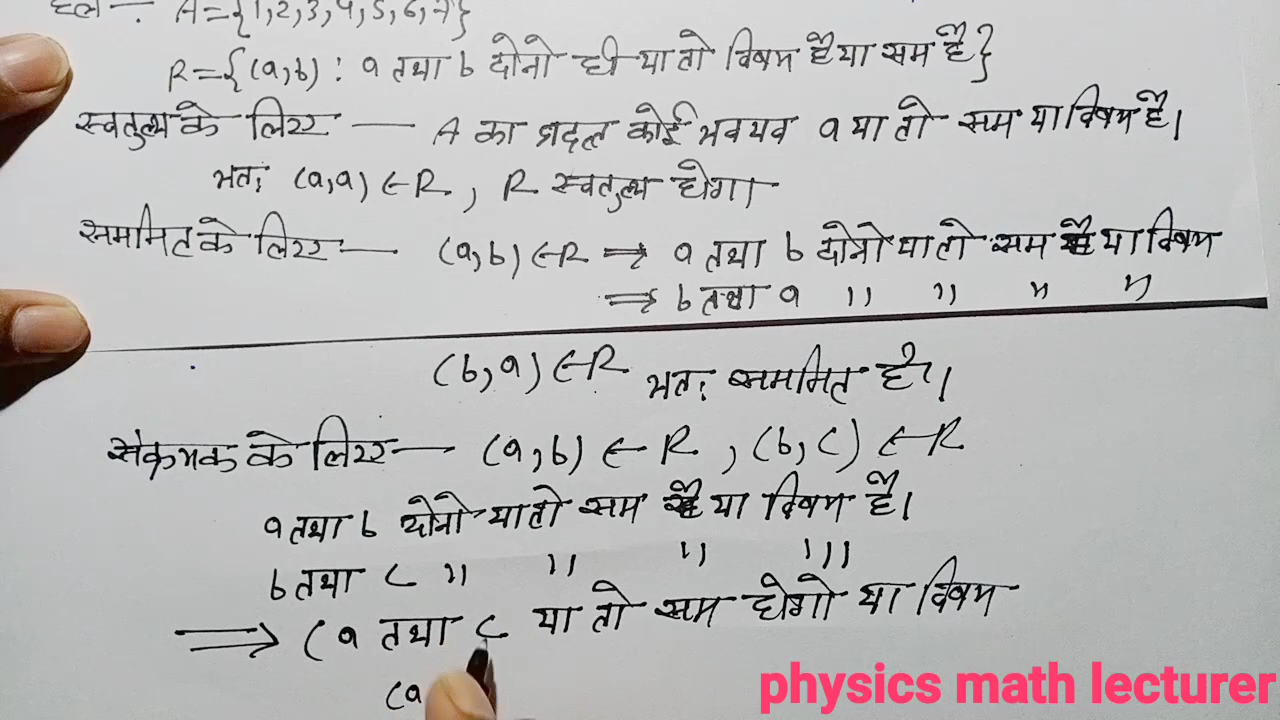 हल :- A={1,2,3,4,5,6,7}
R={(a,b) : a तथा b दोनो ही या तो विषम है या सम है}
स्वतुल्य के लिए — A का प्रदत्त कोई अवयव a या तो सम या विषम है।
अतः (a,a) ∈ R, R स्वतुल्य होगा
सममित के लिए — (a,b) ∈ R ⇒ a तथा b दोनो या तो सम है या विषम
⇒ b तथा a " " " "
(b,a) ∈ R अतः सममित है।
संक्रमक के लिए — (a,b) ∈ R , (b,c) ∈ R
a तथा b दोनो या तो सम है या विषम है।
b तथा c " " " "
⇒ (a तथा c या तो सम होगो या विषम
(a
physics math lecturer